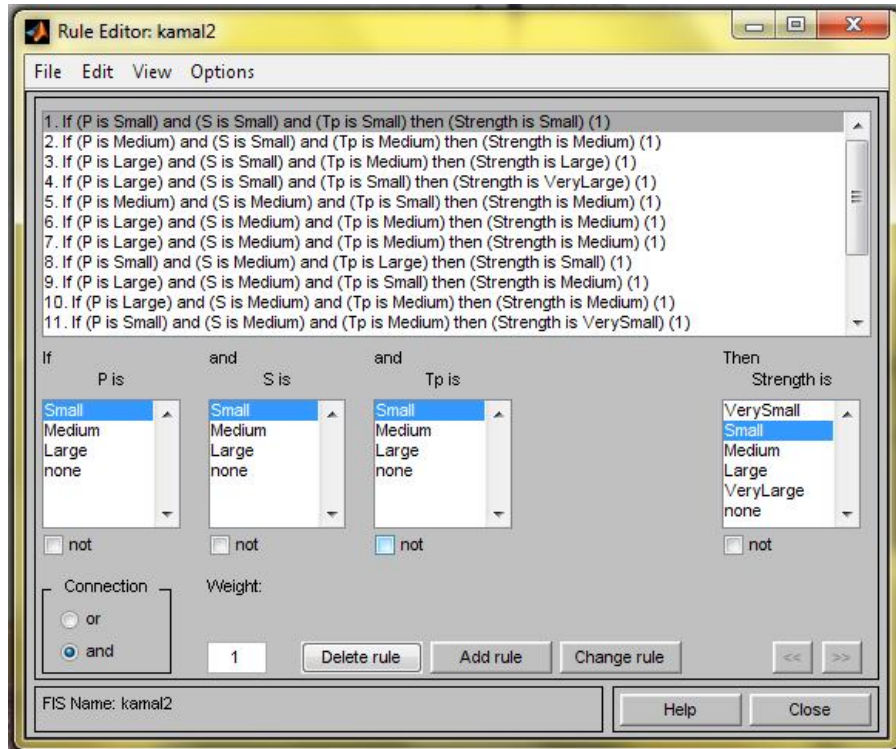 Rule Editor: kamal2
File Edit View Options
1. If (P is Small) and (S is Small) and (Tp is Small) then (Strength is Small) (1)
2. If (P is Medium) and (S is Small) and (Tp is Medium) then (Strength is Medium) (1)
3. If (P is Large) and (S is Small) and (Tp is Medium) then (Strength is Large) (1)
4. If (P is Large) and (S is Small) and (Tp is Small) then (Strength is VeryLarge) (1)
5. If (P is Medium) and (S is Medium) and (Tp is Small) then (Strength is Medium) (1)
6. If (P is Large) and (S is Medium) and (Tp is Medium) then (Strength is Medium) (1)
7. If (P is Large) and (S is Medium) and (Tp is Medium) then (Strength is Medium) (1)
8. If (P is Small) and (S is Medium) and (Tp is Large) then (Strength is Small) (1)
9. If (P is Large) and (S is Medium) and (Tp is Small) then (Strength is Medium) (1)
10. If (P is Large) and (S is Medium) and (Tp is Medium) then (Strength is Medium) (1)
11. If (P is Small) and (S is Medium) and (Tp is Medium) then (Strength is VerySmall) (1)
If and and Then
P is S is Tp is Strength is
Small Small Small VerySmall
Medium Medium Medium Small
Large Large Large Medium
none none none Large
VeryLarge
none
not not not not
Connection Weight:
or
and 1 Delete rule Add rule Change rule << >>
FIS Name: kamal2 Help Close